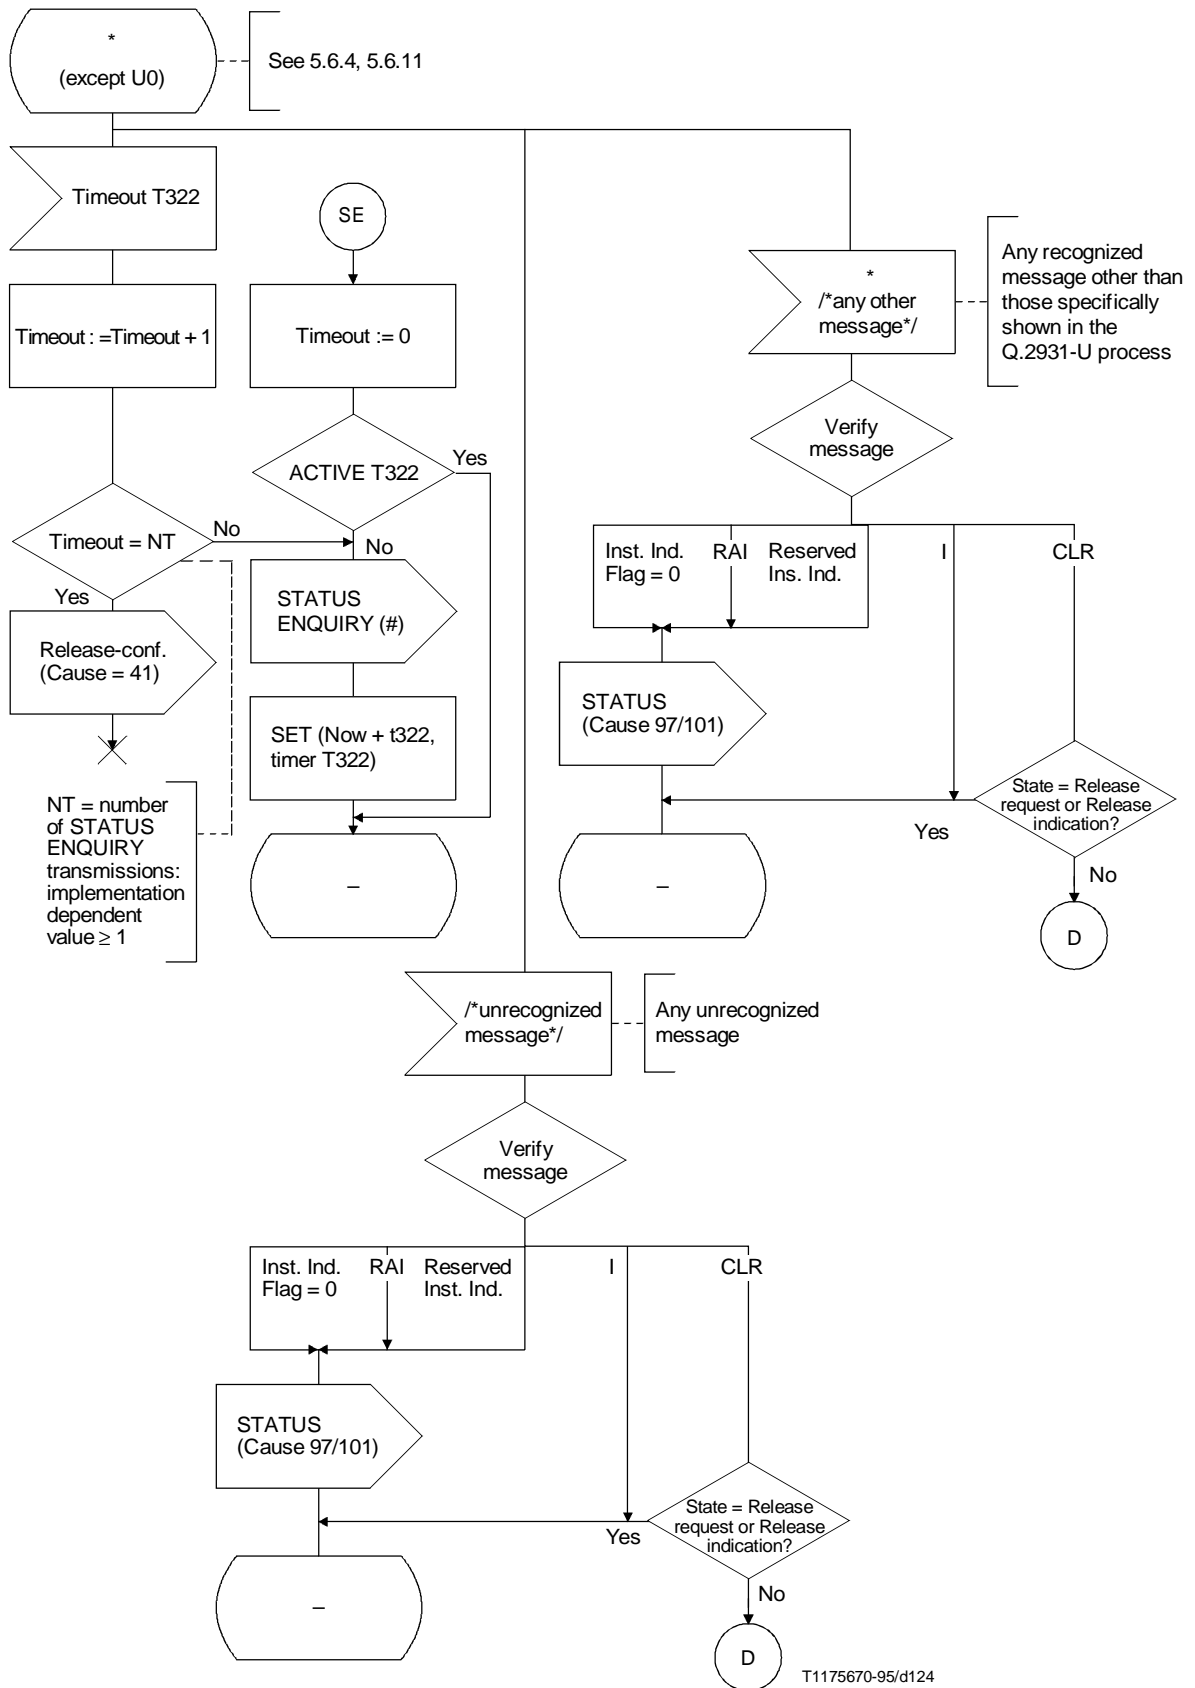 *
(except U0)
See 5.6.4, 5.6.11
Timeout T322
SE
*
/*any other
message*/
Any recognized
message other than
those specifically
shown in the
Q.2931-U process
Timeout : =Timeout + 1
Timeout := 0
Verify
message
ACTIVE T322
Yes
Timeout = NT
No
No
Inst. Ind.
Flag = 0
RAI
Reserved
Ins. Ind.
I
CLR
Yes
STATUS
ENQUIRY (#)
Release-conf.
(Cause = 41)
STATUS
(Cause 97/101)
SET (Now + t322,
timer T322)
NT = number
of STATUS
ENQUIRY
transmissions:
implementation
dependent
value ≥ 1
State = Release
request or Release
indication?
Yes
No
–
–
D
/*unrecognized
message*/
Any unrecognized
message
Verify
message
Inst. Ind.
Flag = 0
RAI
Reserved
Inst. Ind.
I
CLR
STATUS
(Cause 97/101)
State = Release
request or Release
indication?
Yes
No
–
D
T1175670-95/d124